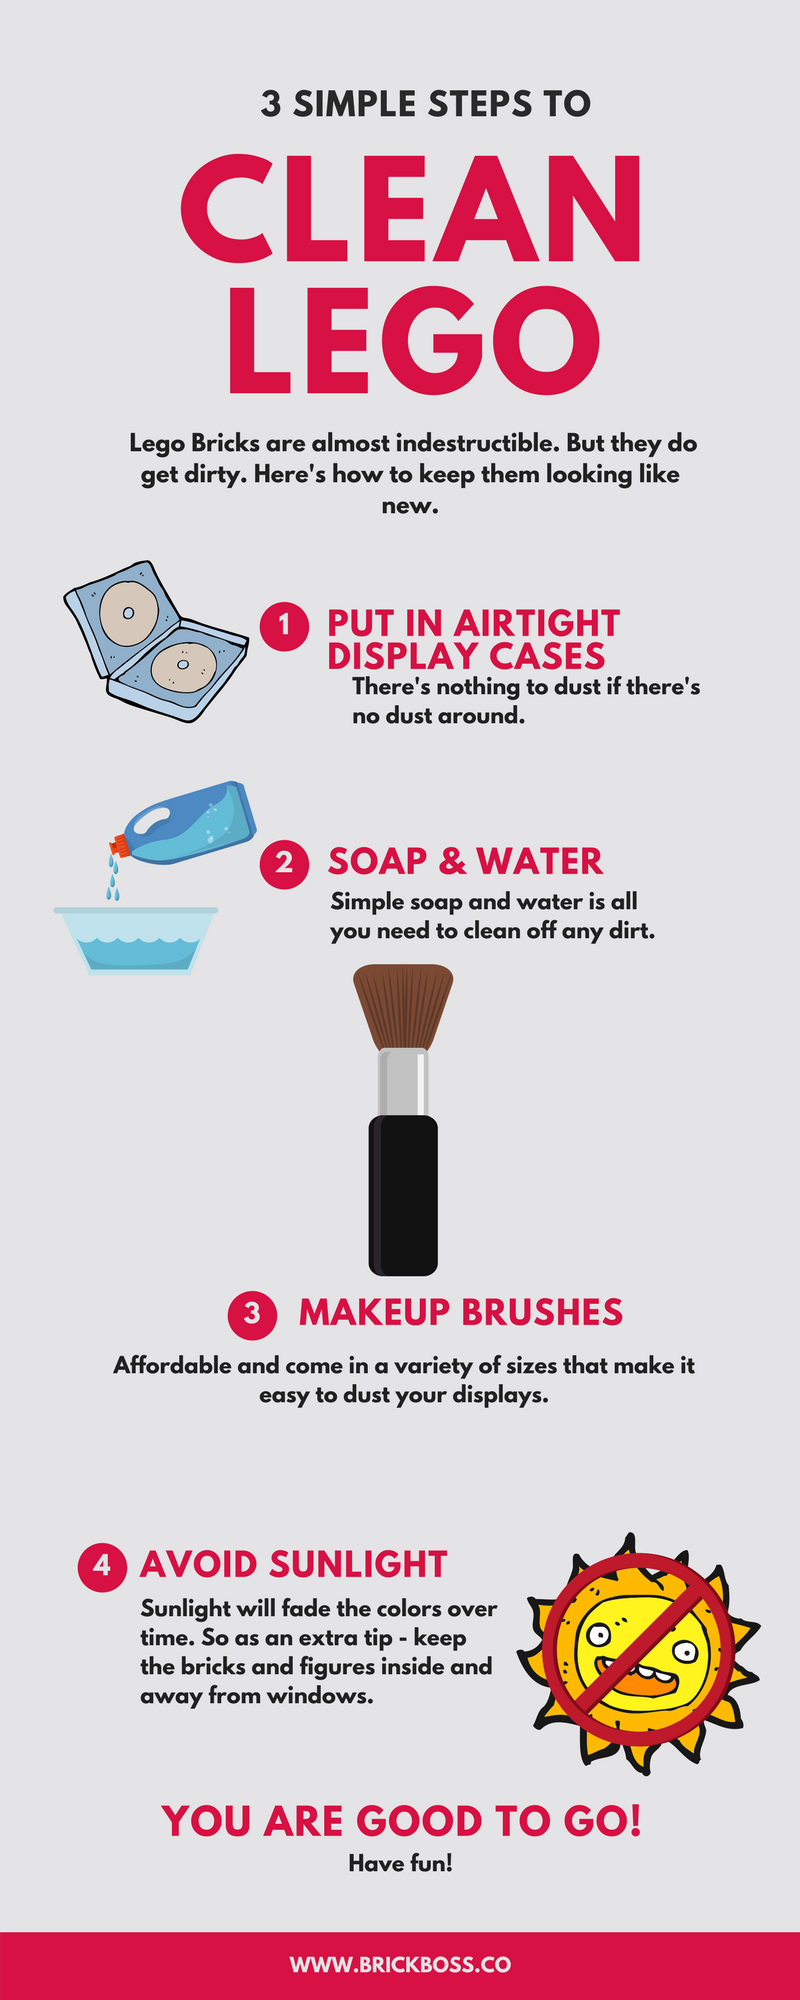 3 SIMPLE STEPS TO
CLEAN
LEGO
Lego Bricks are almost indestructible. But they do
get dirty. Here's how to keep them looking like
new.
1
PUT IN AIRTIGHT
DISPLAY CASES
There's nothing to dust if there's
no dust around.
2
SOAP & WATER
Simple soap and water is all
you need to clean off any dirt.
3
MAKEUP BRUSHES
Affordable and come in a variety of sizes that make it
easy to dust your displays.
4
AVOID SUNLIGHT
Sunlight will fade the colors over
time. So as an extra tip - keep
the bricks and figures inside and
away from windows.
YOU ARE GOOD TO GO!
Have fun!
WWW.BRICKBOSS.CO